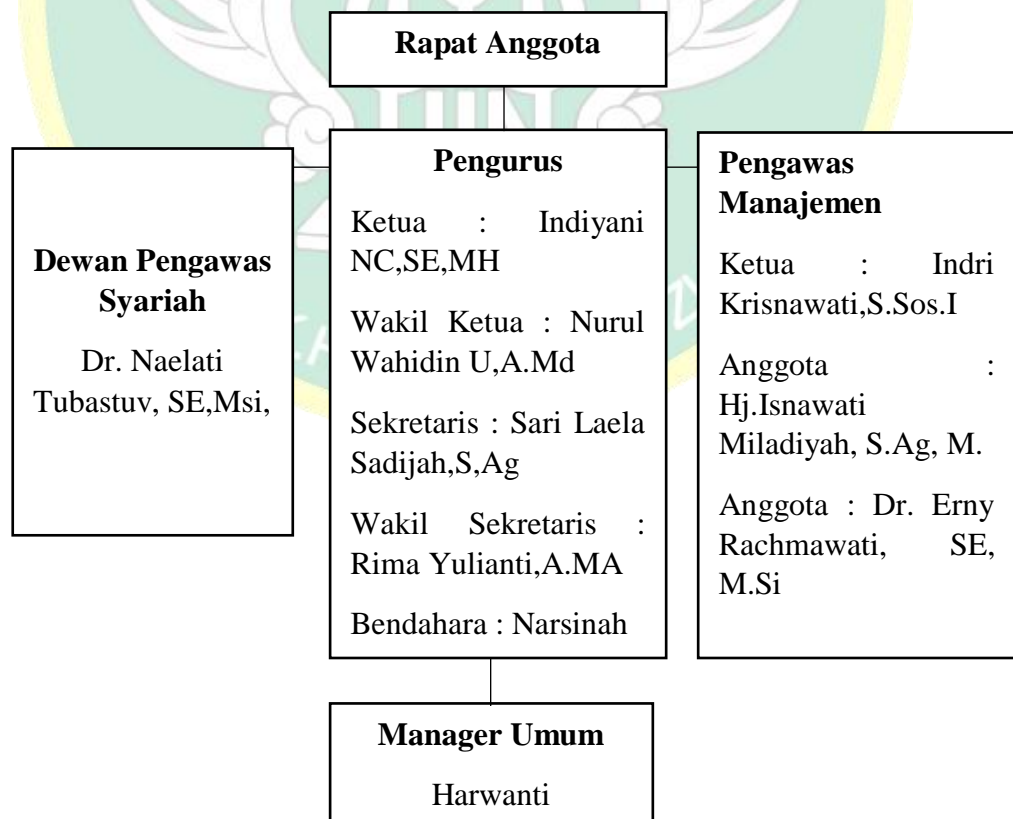 Rapat Anggota
Dewan Pengawas
Syariah
Dr. Naelati
Tubastuv, SE,Msi,
Pengurus
Ketua : Indiyani
NC,SE,MH
Wakil Ketua : Nurul
Wahidin U,A.Md
Sekretaris : Sari Laela
Sadijah,S,Ag
Wakil Sekretaris :
Rima Yulianti,A.MA
Bendahara : Narsinah
Pengawas
Manajemen
Ketua : Indri
Krisnawati,S.Sos.I
Anggota :
Hj.Isnawati
Miladiyah, S.Ag, M.
Anggota : Dr. Erny
Rachmawati, SE,
M.Si
Manager Umum
Harwanti